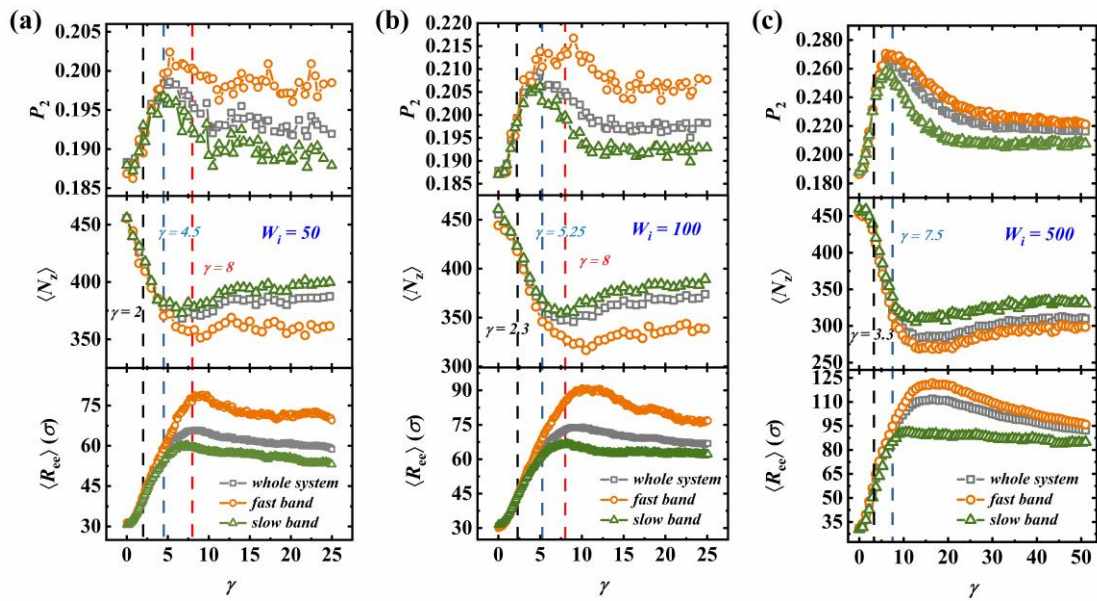 (a)
0.205
0.200
0.195
0.190
0.185
P2
450
400
350
⟨Nz⟩
γ = 4.5
Wi = 50
γ = 8
γ = 2
75
60
45
30
⟨Ree⟩ (σ)
whole system
fast band
slow band
0 5 10 15 20 25
γ
(b)
0.220
0.215
0.210
0.205
0.200
0.195
0.190
0.185
P2
450
400
350
300
⟨Nz⟩
γ = 5.25
Wi = 100
γ = 8
γ = 2.3
90
75
60
45
30
⟨Ree⟩ (σ)
whole system
fast band
slow band
0 5 10 15 20 25
γ
(c)
0.280
0.260
0.240
0.220
0.200
0.180
P2
450
400
350
300
250
⟨Nz⟩
γ = 7.5
Wi = 500
γ = 3.3
125
110
95
80
65
50
35
⟨Ree⟩ (σ)
whole system
fast band
slow band
0 10 20 30 40 50
γ